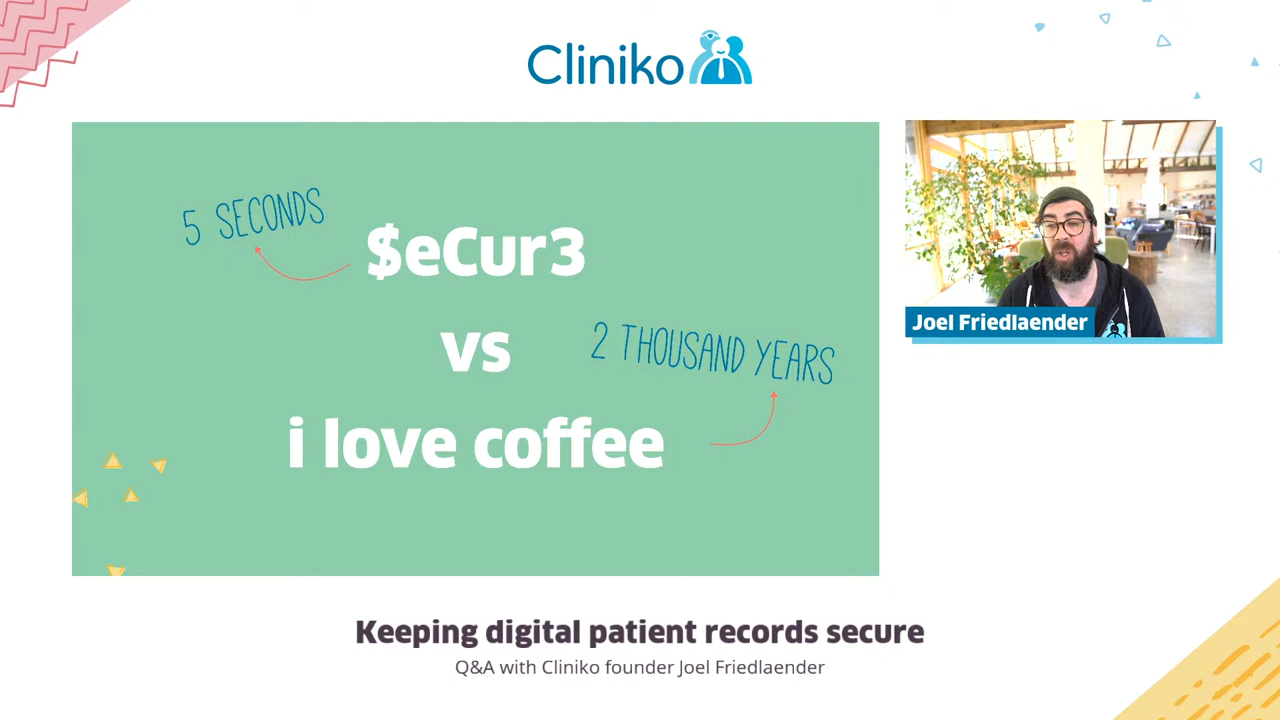 Cliniko
5 SECONDS
$eCur3
vs
2 THOUSAND YEARS
i love coffee
Joel Friedlaender
Keeping digital patient records secure
Q&A with Cliniko founder Joel Friedlaender